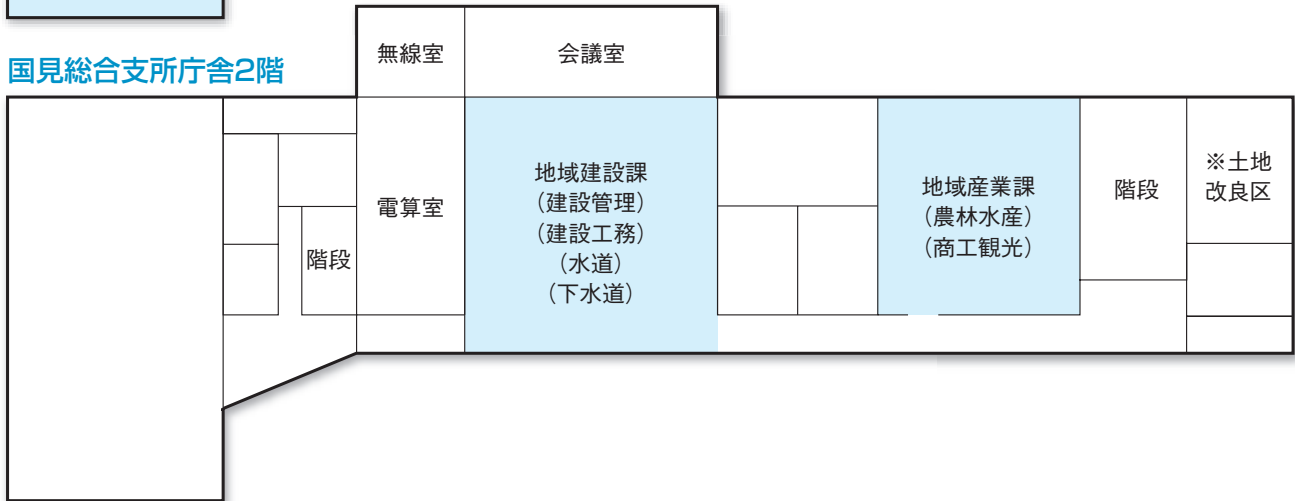 国見総合支所庁舎2階
無線室
会議室
階段
電算室
地域建設課
（建設管理）
（建設工務）
（水道）
（下水道）
地域産業課
（農林水産）
（商工観光）
階段
※土地
改良区